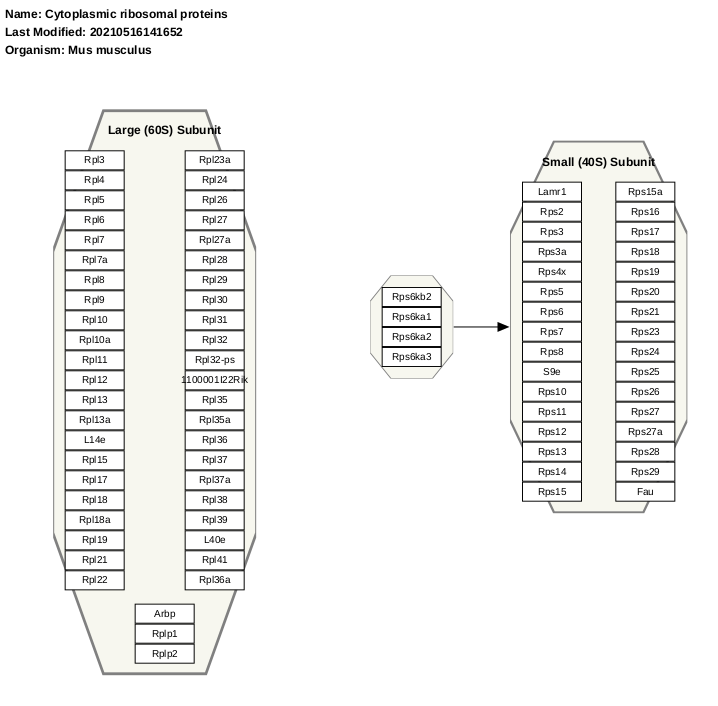 Name: Cytoplasmic ribosomal proteins
Last Modified: 20210516141652
Organism: Mus musculus
Large (60S) Subunit
Rpl3
Rpl4
Rpl5
Rpl6
Rpl7
Rpl7a
Rpl8
Rpl9
Rpl10
Rpl10a
Rpl11
Rpl12
Rpl13
Rpl13a
L14e
Rpl15
Rpl17
Rpl18
Rpl18a
Rpl19
Rpl21
Rpl22
Rpl23a
Rpl24
Rpl26
Rpl27
Rpl27a
Rpl28
Rpl29
Rpl30
Rpl31
Rpl32
Rpl32-ps
1100001I22Rik
Rpl35
Rpl35a
Rpl36
Rpl37
Rpl37a
Rpl38
Rpl39
L40e
Rpl41
Rpl36a
Arbp
Rplp1
Rplp2
Rps6kb2
Rps6ka1
Rps6ka2
Rps6ka3
Small (40S) Subunit
Lamr1
Rps2
Rps3
Rps3a
Rps4x
Rps5
Rps6
Rps7
Rps8
S9e
Rps10
Rps11
Rps12
Rps13
Rps14
Rps15
Rps15a
Rps16
Rps17
Rps18
Rps19
Rps20
Rps21
Rps23
Rps24
Rps25
Rps26
Rps27
Rps27a
Rps28
Rps29
Fau